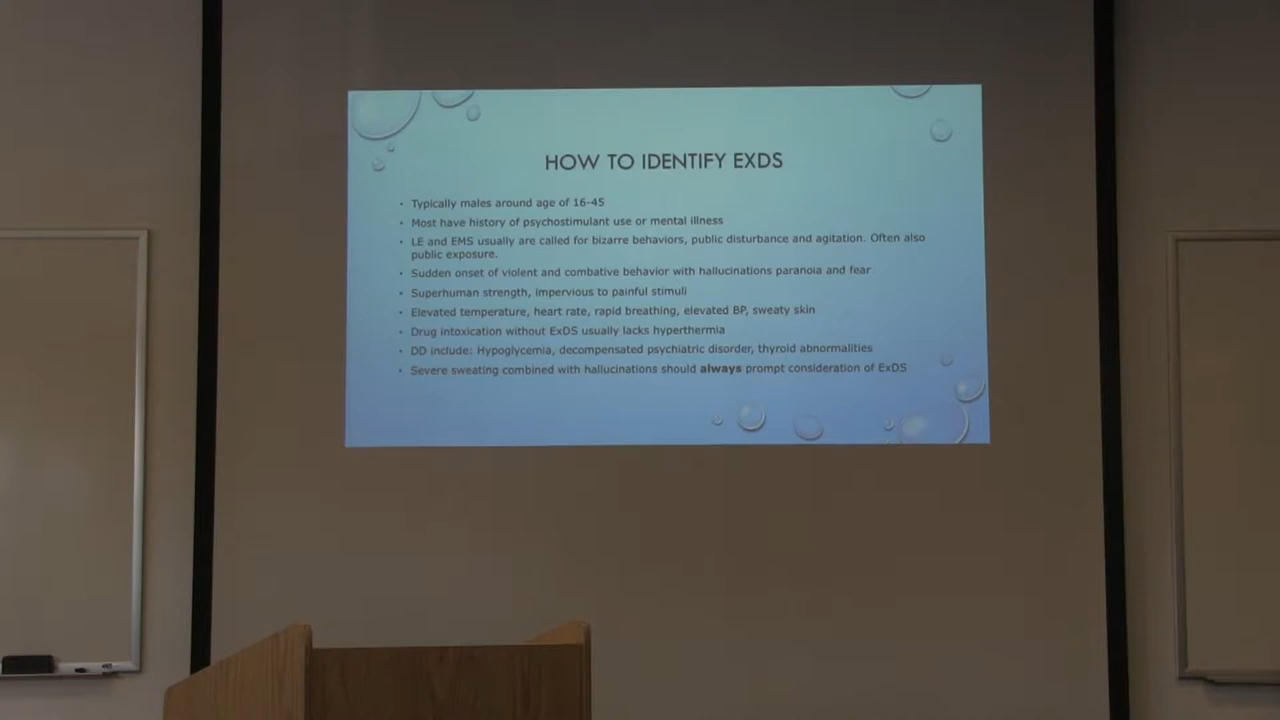 HOW TO IDENTIFY EXDS
• Typically males around age of 16-45
• Most have history of psychostimulant use or mental illness
• LE and EMS usually are called for bizarre behaviors, public disturbance and agitation. Often also
public exposure.
• Sudden onset of violent and combative behavior with hallucinations paranoia and fear
• Superhuman strength, impervious to painful stimuli
• Elevated temperature, heart rate, rapid breathing, elevated BP, sweaty skin
• Drug intoxication without ExDS usually lacks hyperthermia
• DD include: Hypoglycemia, decompensated psychiatric disorder, thyroid abnormalities
• Severe sweating combined with hallucinations should always prompt consideration of ExDS